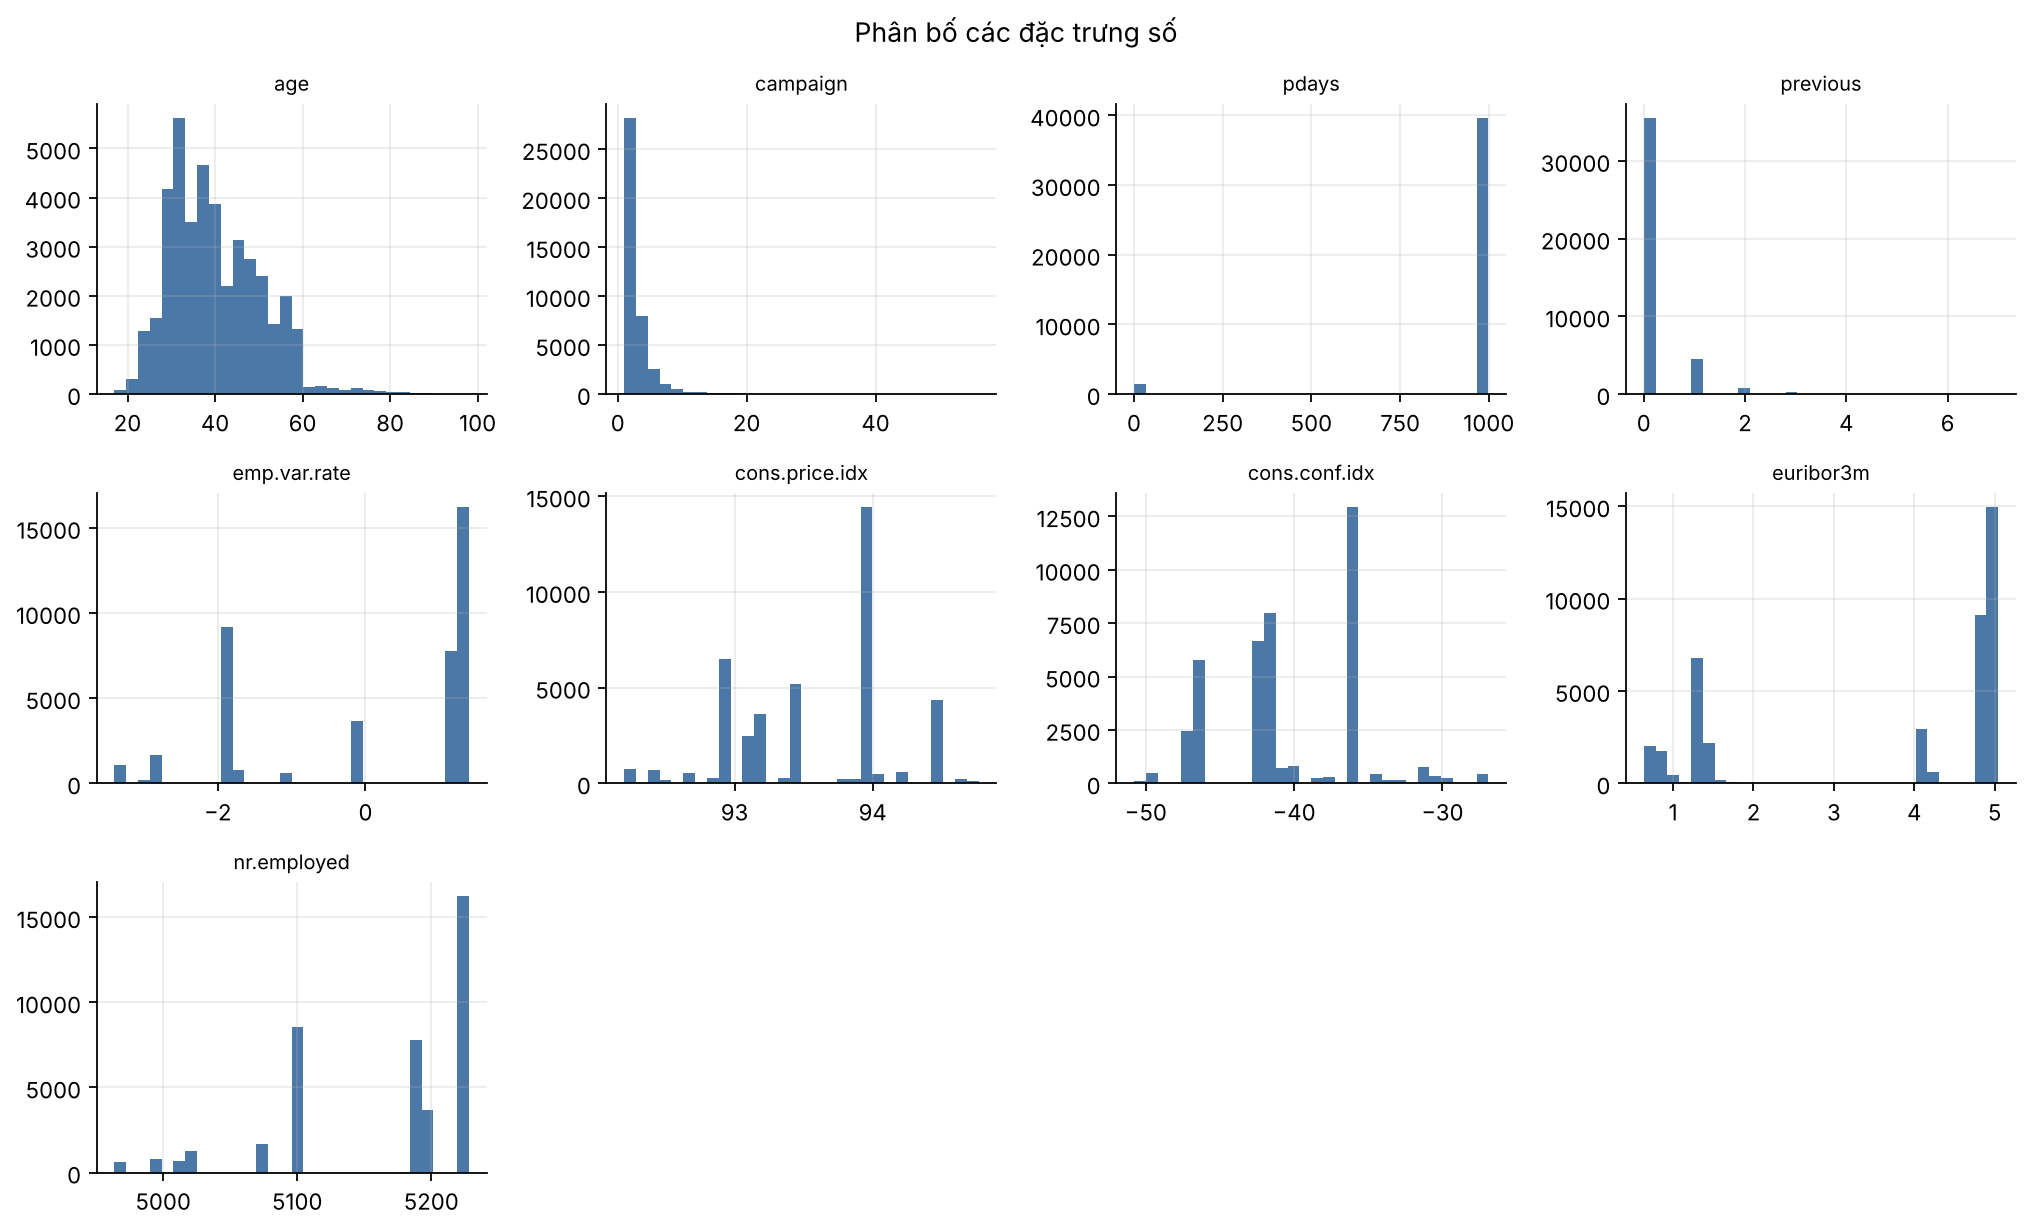 Phân bố các đặc trưng số
age
campaign
pdays
previous
5000
4000
3000
2000
1000
0
20 40 60 80 100
25000
20000
15000
10000
5000
0
0 20 40
40000
30000
20000
10000
0
0 250 500 750 1000
30000
20000
10000
0
0 2 4 6
emp.var.rate
cons.price.idx
cons.conf.idx
euribor3m
15000
10000
5000
0
−2 0
15000
10000
5000
0
93 94
12500
10000
7500
5000
2500
0
−50 −40 −30
15000
10000
5000
0
1 2 3 4 5
nr.employed
15000
10000
5000
0
5000 5100 5200